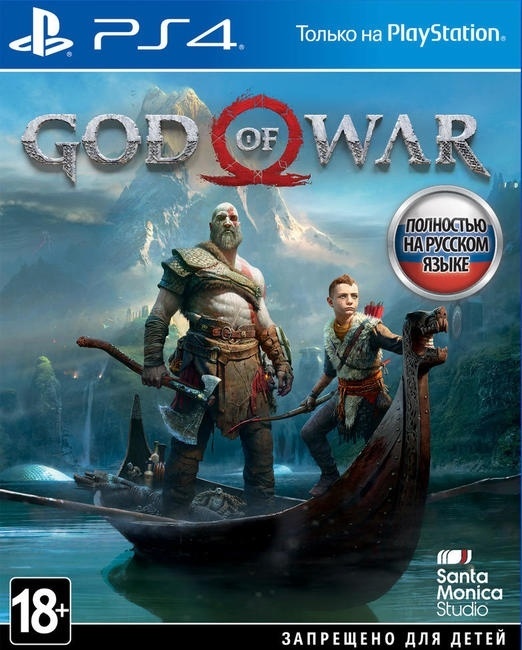 PS4
Только на PlayStation®
GOD OF WAR
ПОЛНОСТЬЮ
НА РУССКОМ
ЯЗЫКЕ
Santa
Monica
Studio
18+
ЗАПРЕЩЕНО ДЛЯ ДЕТЕЙ